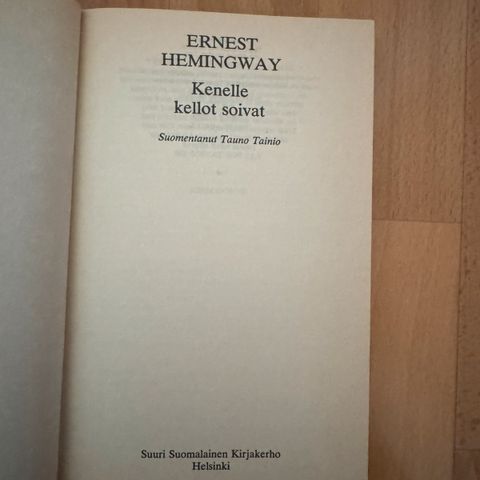 ERNEST
HEMINGWAY
Kenelle
kellot soivat
Suomentanut Tauno Tainio
Suuri Suomalainen Kirjakerho
Helsinki